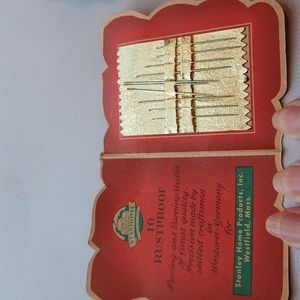 10
RUSTPROOF
Sewing and Darning Needles
of finest quality
Precision made by
skilled craftsmen
in
Western Germany
for
Stanley Home Products, Inc.
Westfield, Mass.